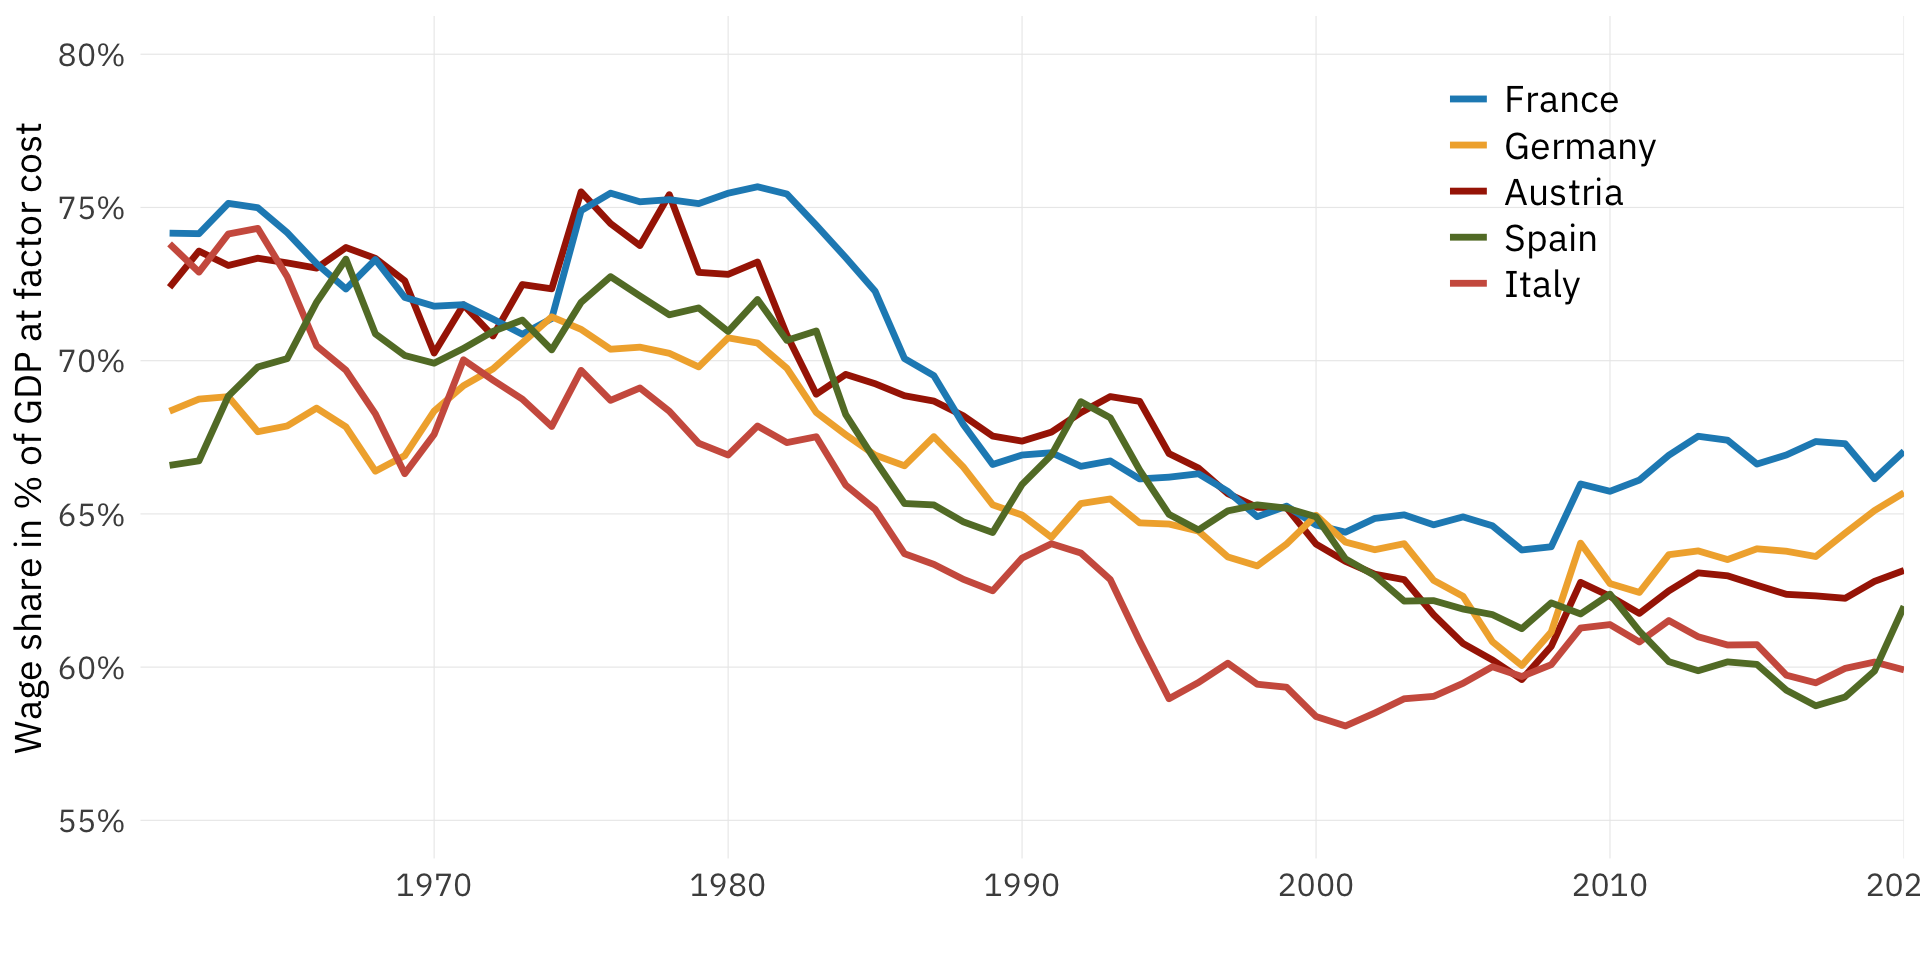 Wage share in % of GDP at factor cost
80%
75%
70%
65%
60%
55%
France
Germany
Austria
Spain
Italy
1970
1980
1990
2000
2010
202